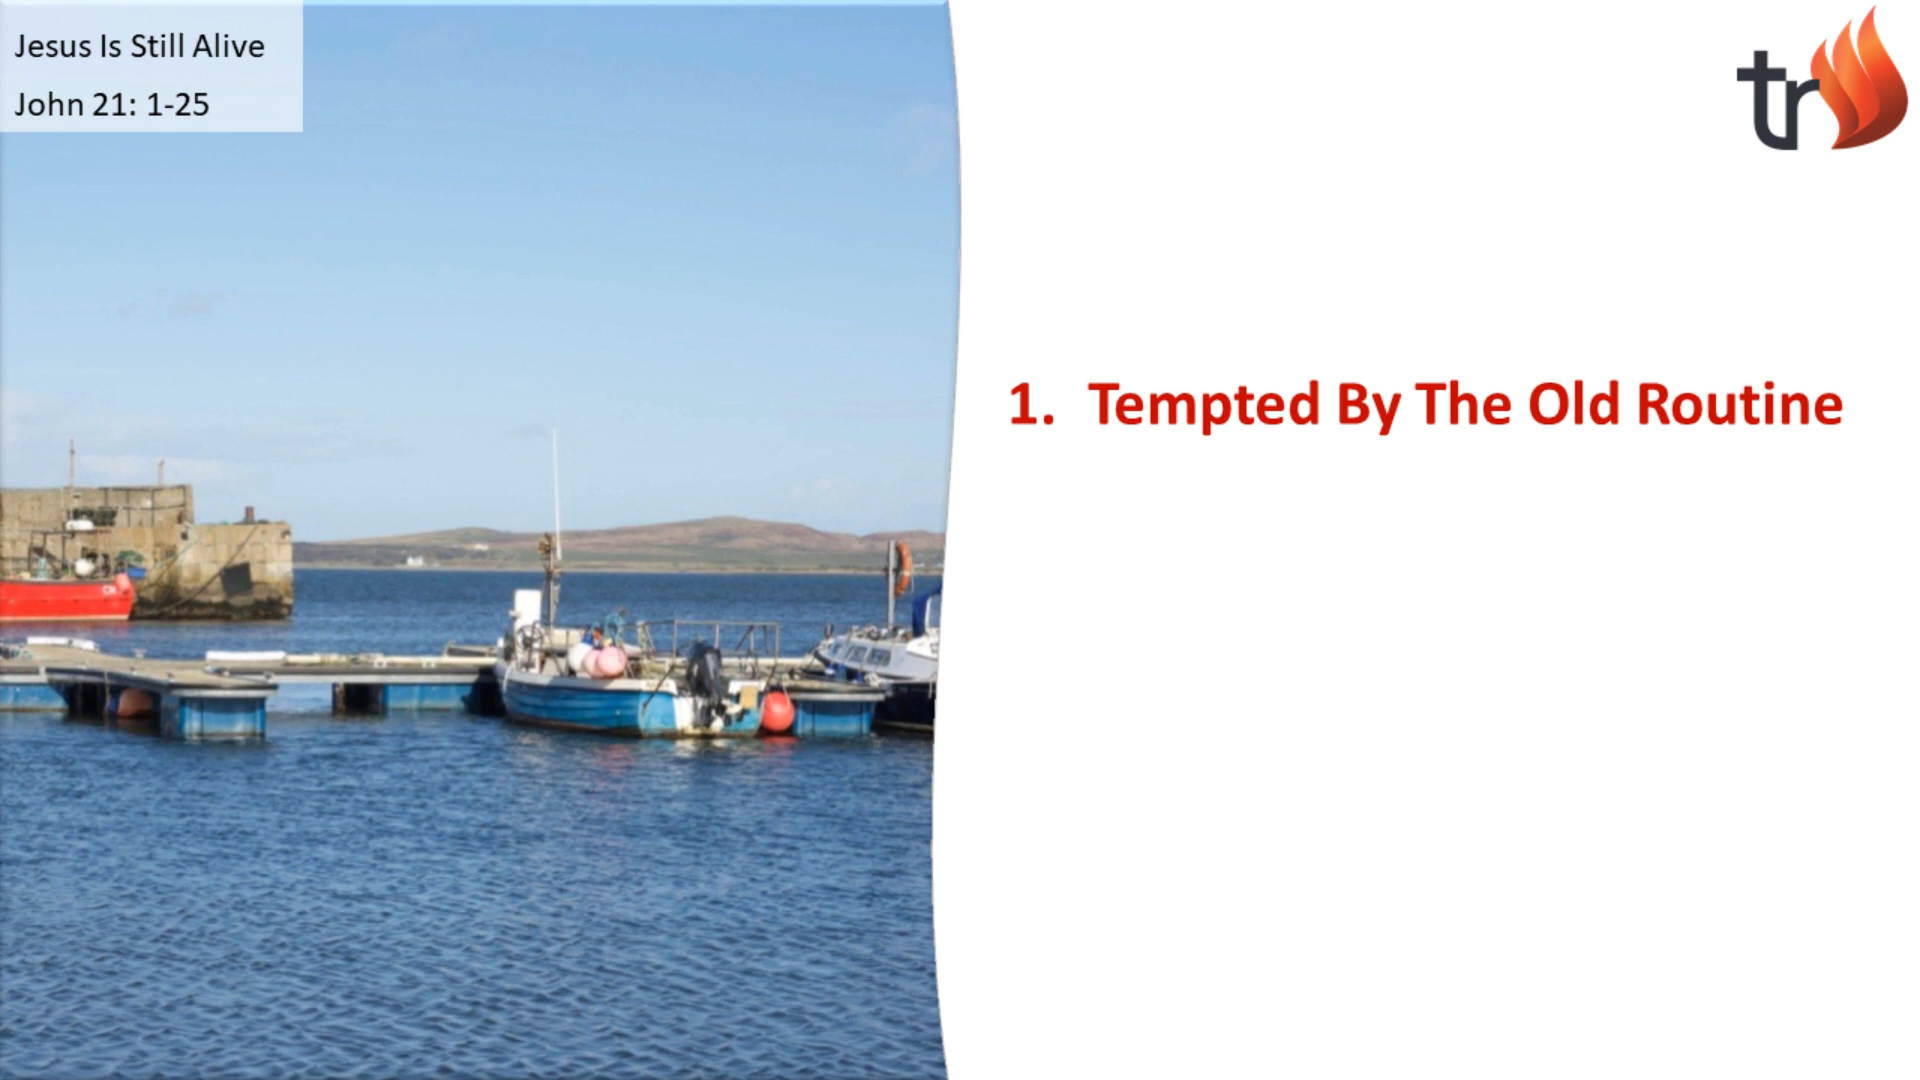 Jesus Is Still Alive
John 21: 1-25
tr
1. Tempted By The Old Routine